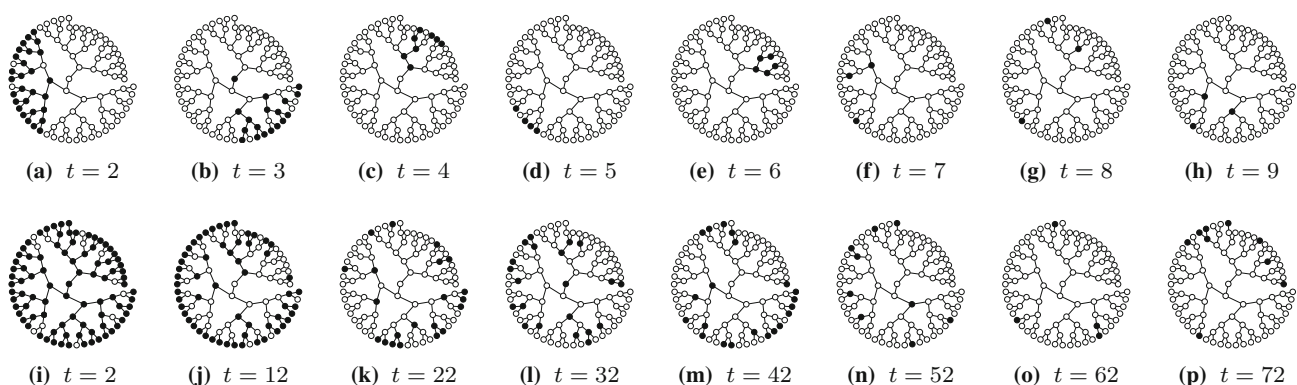 (a) t = 2 (b) t = 3 (c) t = 4 (d) t = 5 (e) t = 6 (f) t = 7 (g) t = 8 (h) t = 9
(i) t = 2 (j) t = 12 (k) t = 22 (l) t = 32 (m) t = 42 (n) t = 52 (o) t = 62 (p) t = 72